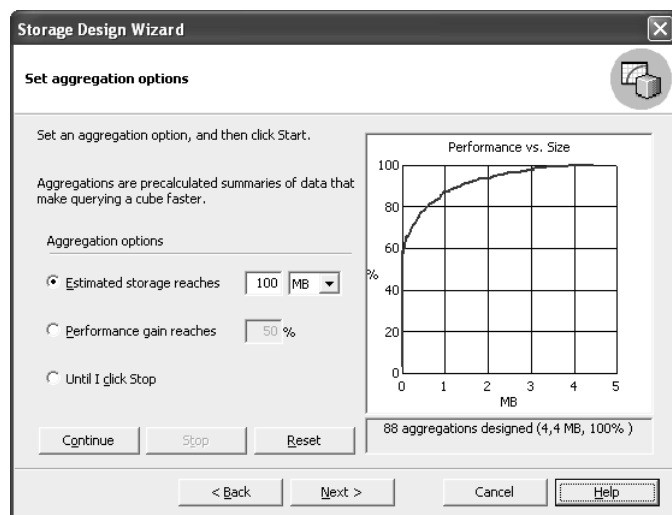 Storage Design Wizard
Set aggregation options
Set an aggregation option, and then click Start.
Aggregations are precalculated summaries of data that
make querying a cube faster.
Aggregation options
Estimated storage reaches 100 MB
Performance gain reaches 50 %
Until I click Stop
Continue Stop Reset
Performance vs. Size
100
80
60
%
40
20
0
0 1 2 3 4 5
MB
88 aggregations designed (4,4 MB, 100% )
< Back Next > Cancel Help